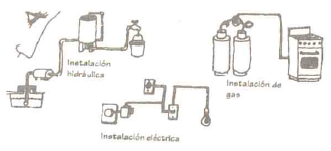 Instalación
hidráulica
Instalación de
gas
Instalación eléctrica